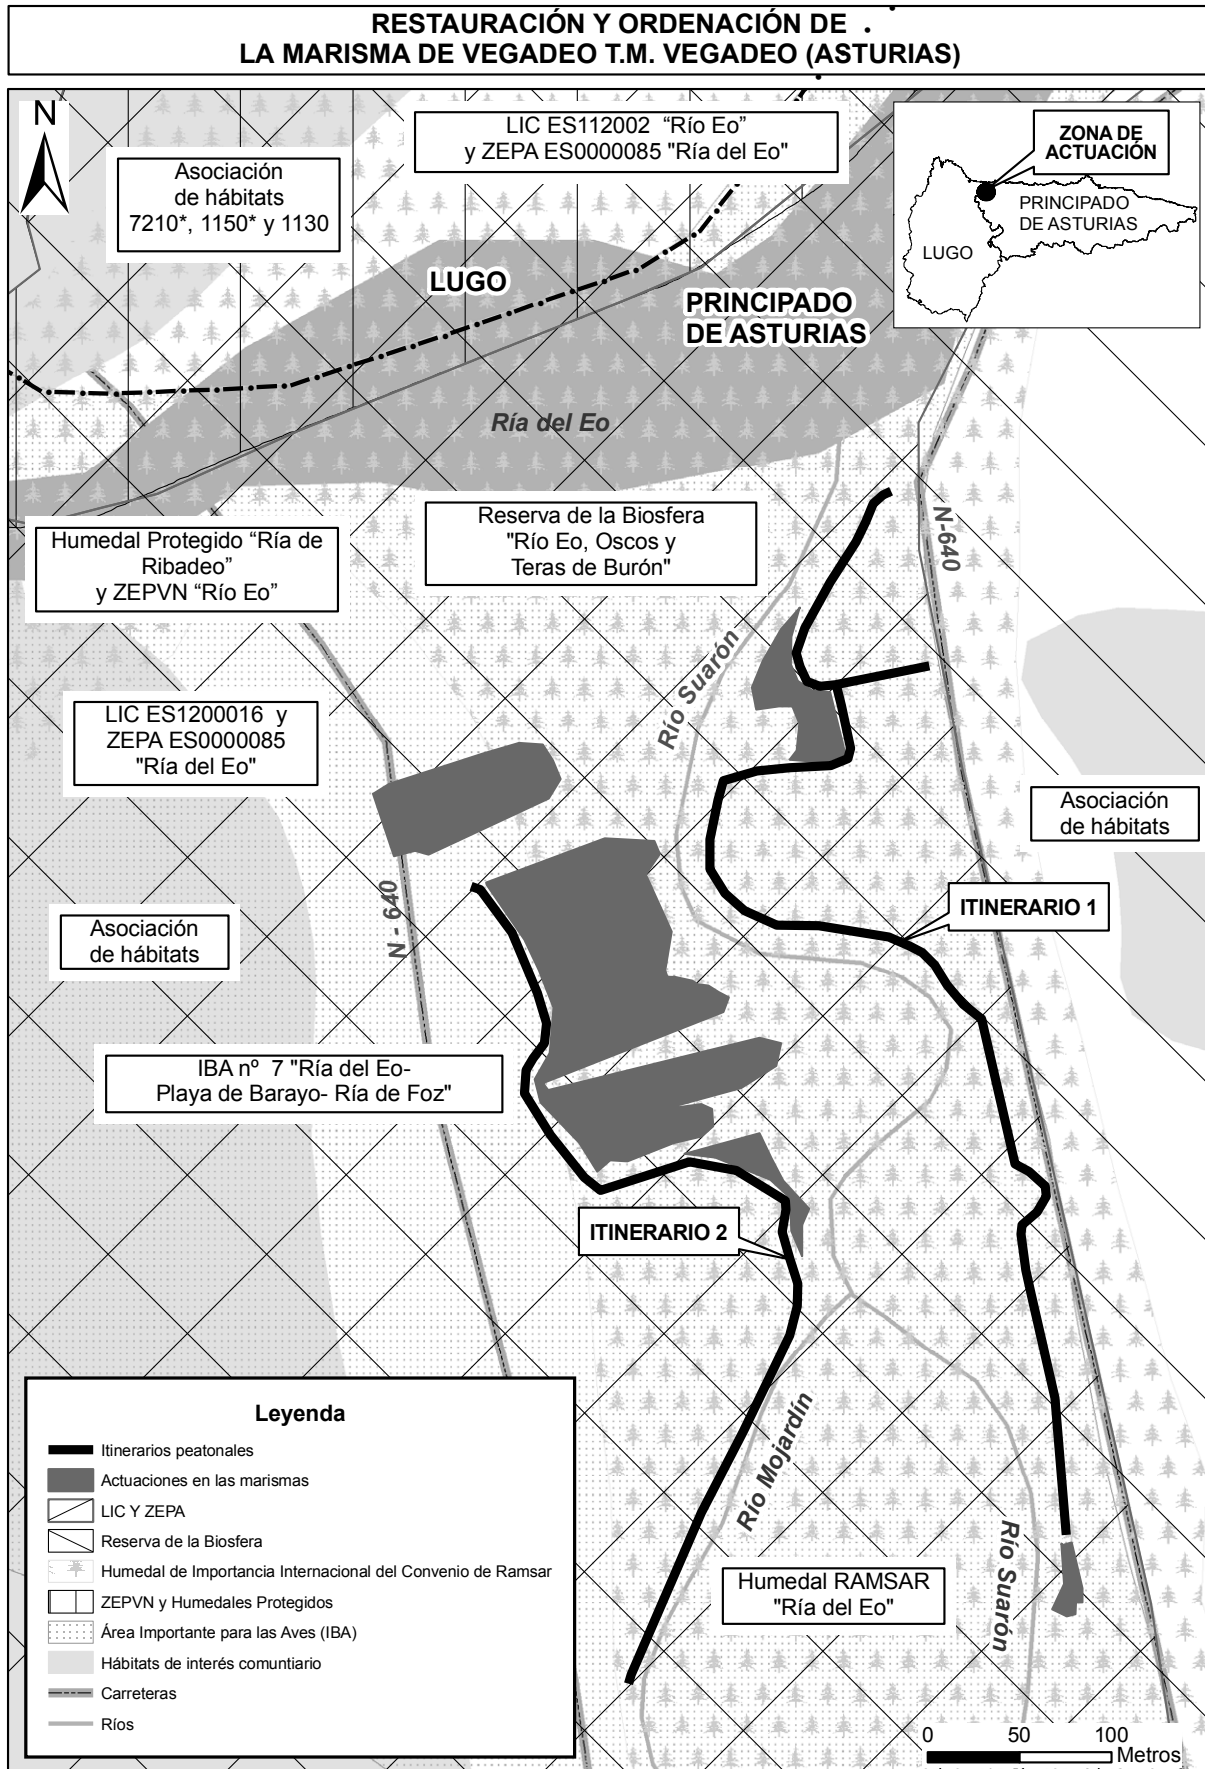 RESTAURACIÓN Y ORDENACIÓN DE
LA MARISMA DE VEGADEO T.M. VEGADEO (ASTURIAS)
N
Asociación
de hábitats
7210*, 1150* y 1130
LIC ES112002 “Río Eo”
y ZEPA ES0000085 "Ría del Eo"
ZONA DE
ACTUACIÓN
PRINCIPADO
DE ASTURIAS
LUGO
LUGO
PRINCIPADO
DE ASTURIAS
Ría del Eo
Humedal Protegido “Ría de
Ribadeo”
y ZEPVN “Río Eo”
Reserva de la Biosfera
"Río Eo, Oscos y
Teras de Burón"
N-640
Río Suarón
LIC ES1200016 y
ZEPA ES0000085
"Ría del Eo"
Asociación
de hábitats
N - 640
ITINERARIO 1
Asociación
de hábitats
IBA nº 7 "Ría del Eo-
Playa de Barayo- Ría de Foz"
ITINERARIO 2
Río Mojardín
Río Suarón
Humedal RAMSAR
"Ría del Eo"
Leyenda
Itinerarios peatonales
Actuaciones en las marismas
LIC Y ZEPA
Reserva de la Biosfera
Humedal de Importancia Internacional del Convenio de Ramsar
ZEPVN y Humedales Protegidos
Área Importante para las Aves (IBA)
Hábitats de interés comuntiario
Carreteras
Ríos
0 50 100
Metros